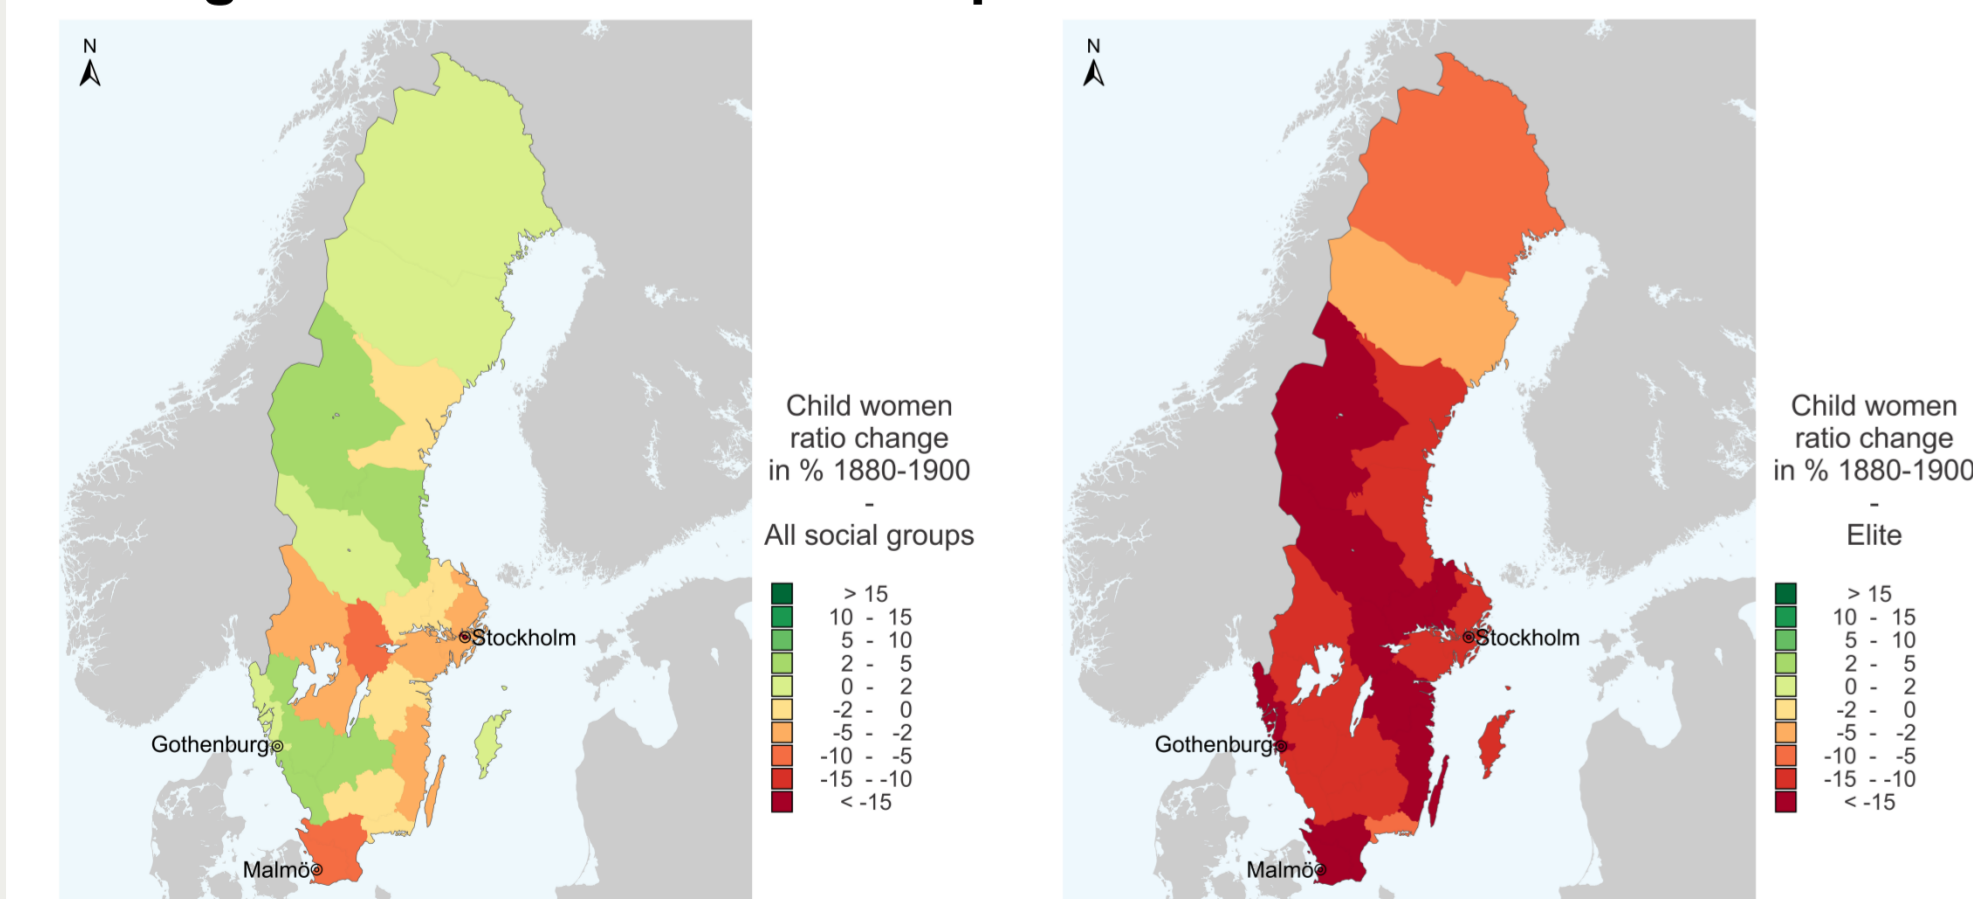 N
Stockholm
Gothenburg
Malmö
Child women
ratio change
in % 1880-1900
-
All social groups
> 15
10 - 15
5 - 10
2 - 5
0 - 2
-2 - 0
-5 - -2
-10 - -5
-15 - -10
< -15
N
Stockholm
Gothenburg
Malmö
Child women
ratio change
in % 1880-1900
-
Elite
> 15
10 - 15
5 - 10
2 - 5
0 - 2
-2 - 0
-5 - -2
-10 - -5
-15 - -10
< -15